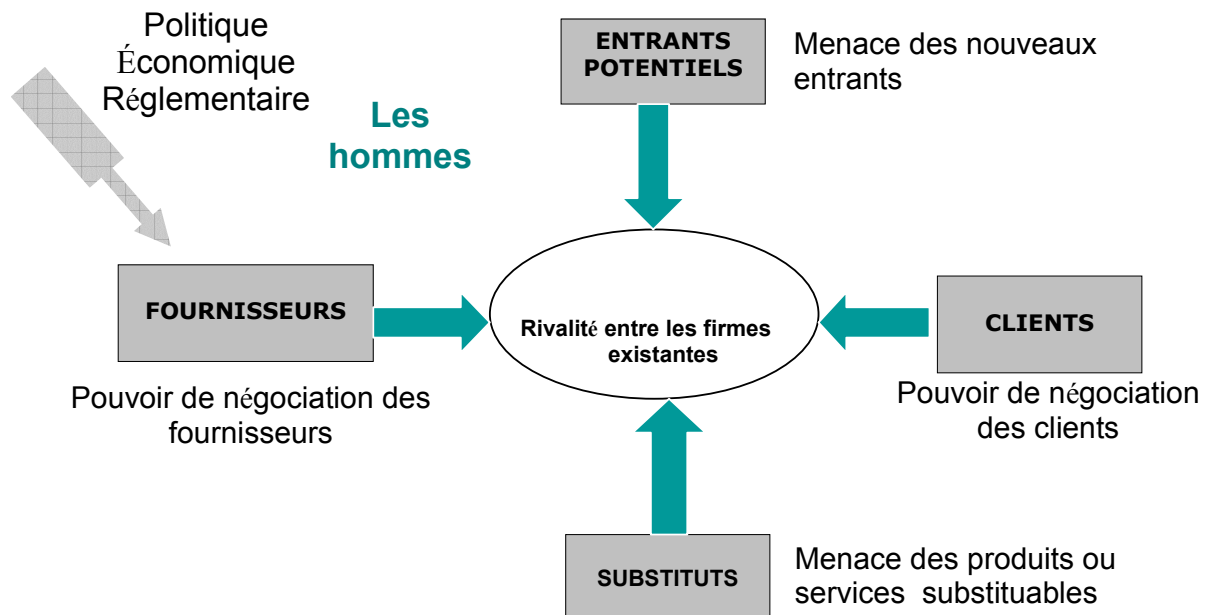 Politique
Économique
Réglementaire
Les
hommes
ENTRANTS
POTENTIELS
Menace des nouveaux
entrants
FOURNISSEURS
Pouvoir de négociation des
fournisseurs
Rivalité entre les firmes
existantes
CLIENTS
Pouvoir de négociation
des clients
SUBSTITUTS
Menace des produits ou
services substituables